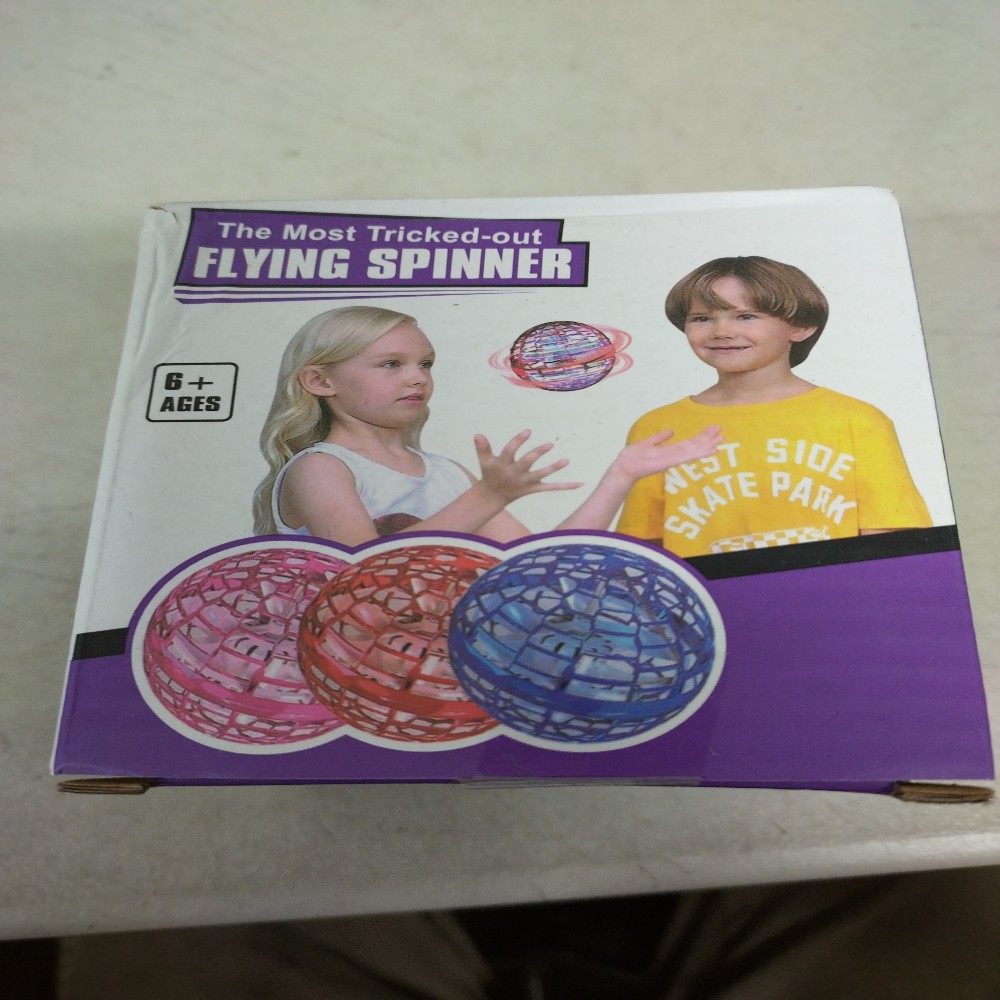 The Most Tricked-out
FLYING SPINNER
6+
AGES
WEST SIDE
SKATE PARK